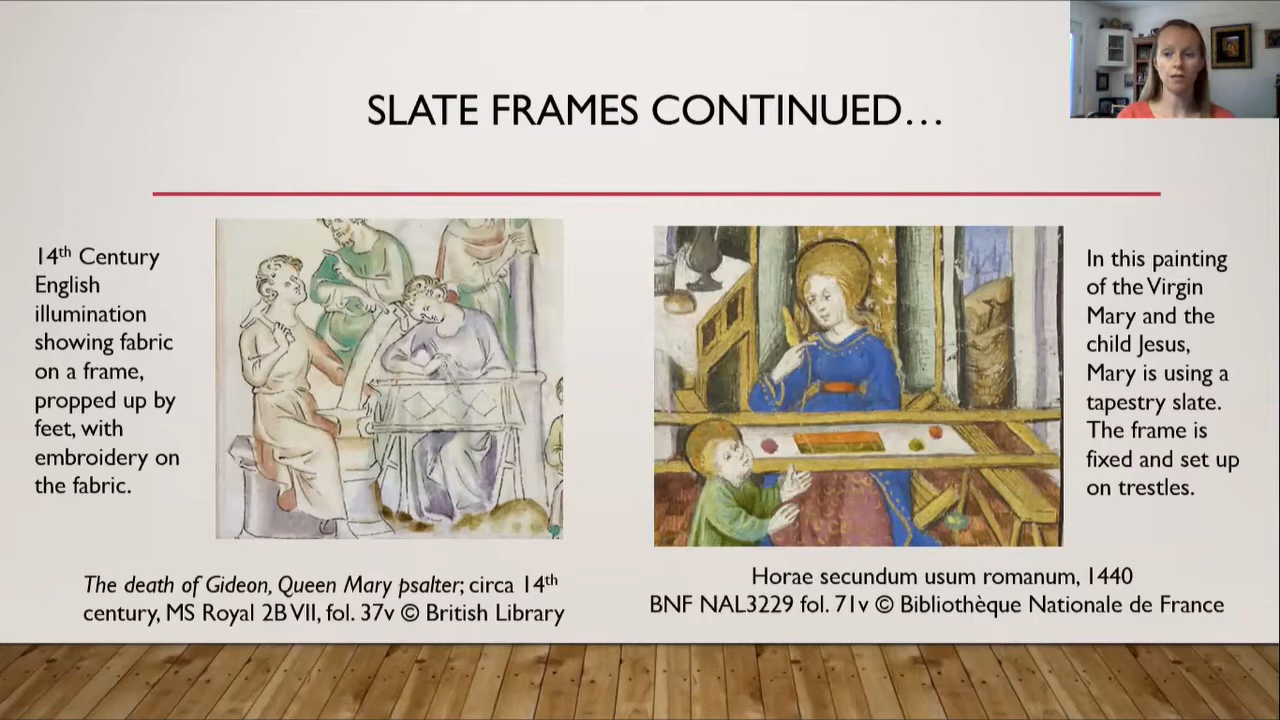 SLATE FRAMES CONTINUED…
14th Century
English
illumination
showing fabric
on a frame,
propped up by
feet, with
embroidery on
the fabric.
The death of Gideon, Queen Mary psalter; circa 14th
century, MS Royal 2B VII, fol. 37v © British Library
In this painting
of the Virgin
Mary and the
child Jesus,
Mary is using a
tapestry slate.
The frame is
fixed and set up
on trestles.
Horae secundum usum romanum, 1440
BNF NAL3229 fol. 71v © Bibliothèque Nationale de France